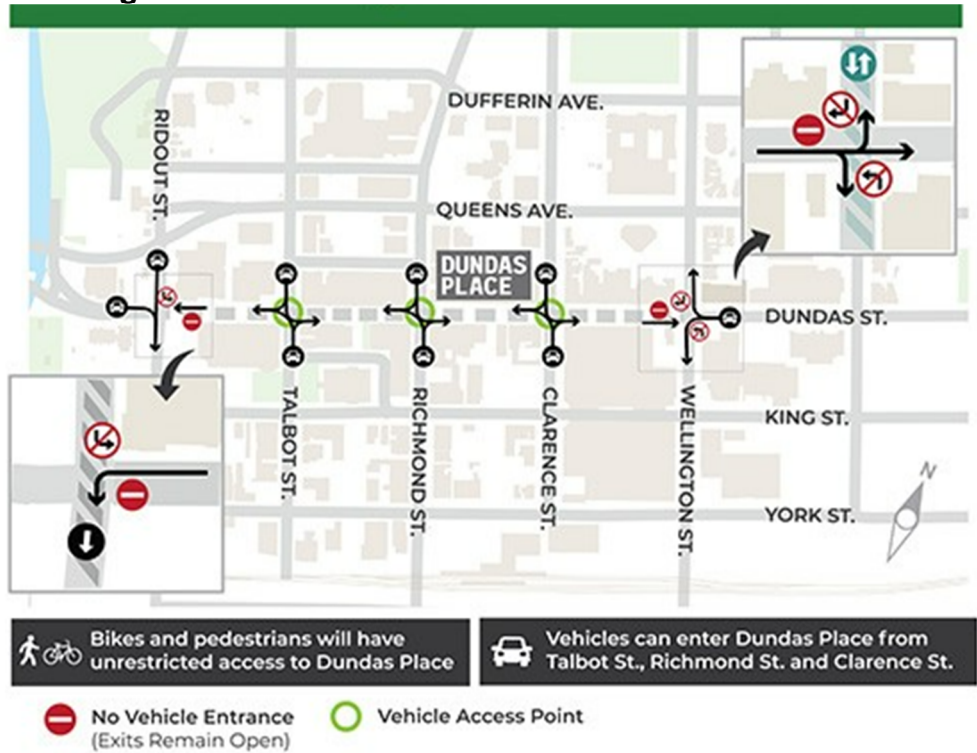 DUFFERIN AVE.
RIDOUT ST.
QUEENS AVE.
DUNDAS
PLACE
DUNDAS ST.
TALBOT ST.
RICHMOND ST.
CLARENCE ST.
WELLINGTON ST.
KING ST.
YORK ST.
N
Bikes and pedestrians will have
unrestricted access to Dundas Place
Vehicles can enter Dundas Place from
Talbot St., Richmond St. and Clarence St.
No Vehicle Entrance
(Exits Remain Open)
Vehicle Access Point